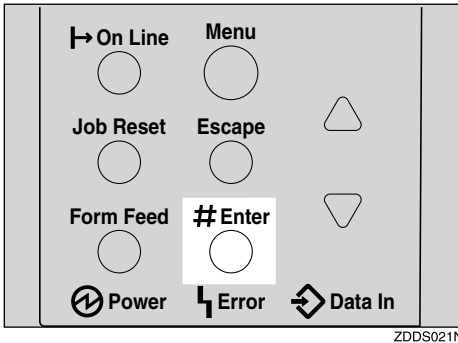 On Line Menu
Job Reset Escape
Form Feed # Enter
Power Error Data In
ZDDS021N